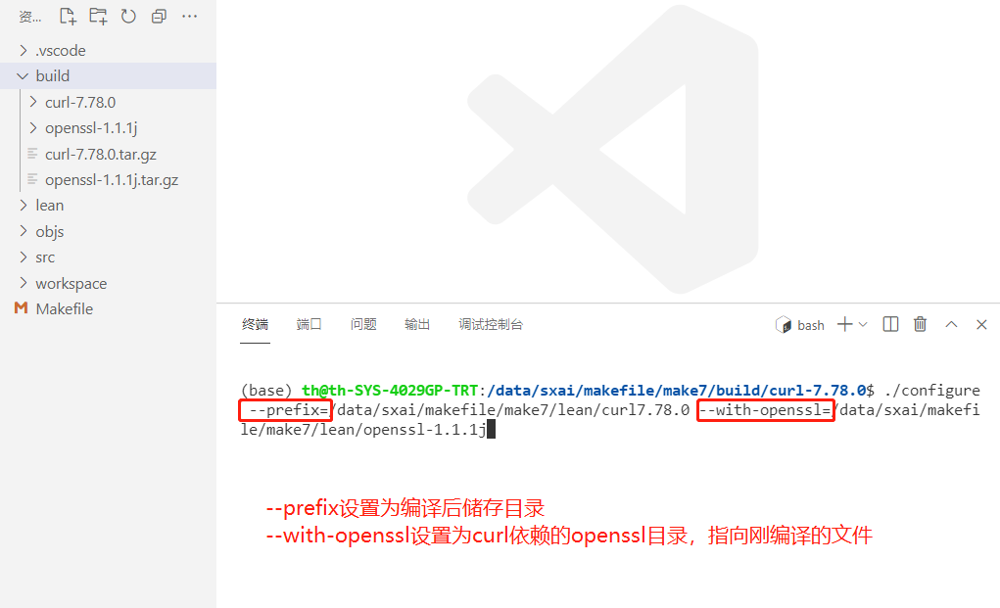 资...
.vscode
build
curl-7.78.0
openssl-1.1.1j
curl-7.78.0.tar.gz
openssl-1.1.1j.tar.gz
lean
objs
src
workspace
M Makefile
终端 端口 问题 输出 调试控制台 bash
(base) th@th-SYS-4029GP-TRT:/data/sxai/makefile/make7/build/curl-7.78.0$ ./configure
--prefix=/data/sxai/makefile/make7/lean/curl7.78.0 --with-openssl=/data/sxai/makefi
le/make7/lean/openssl-1.1.1j
--prefix设置为编译后储存目录
--with-openssl设置为curl依赖的openssl目录，指向刚编译的文件